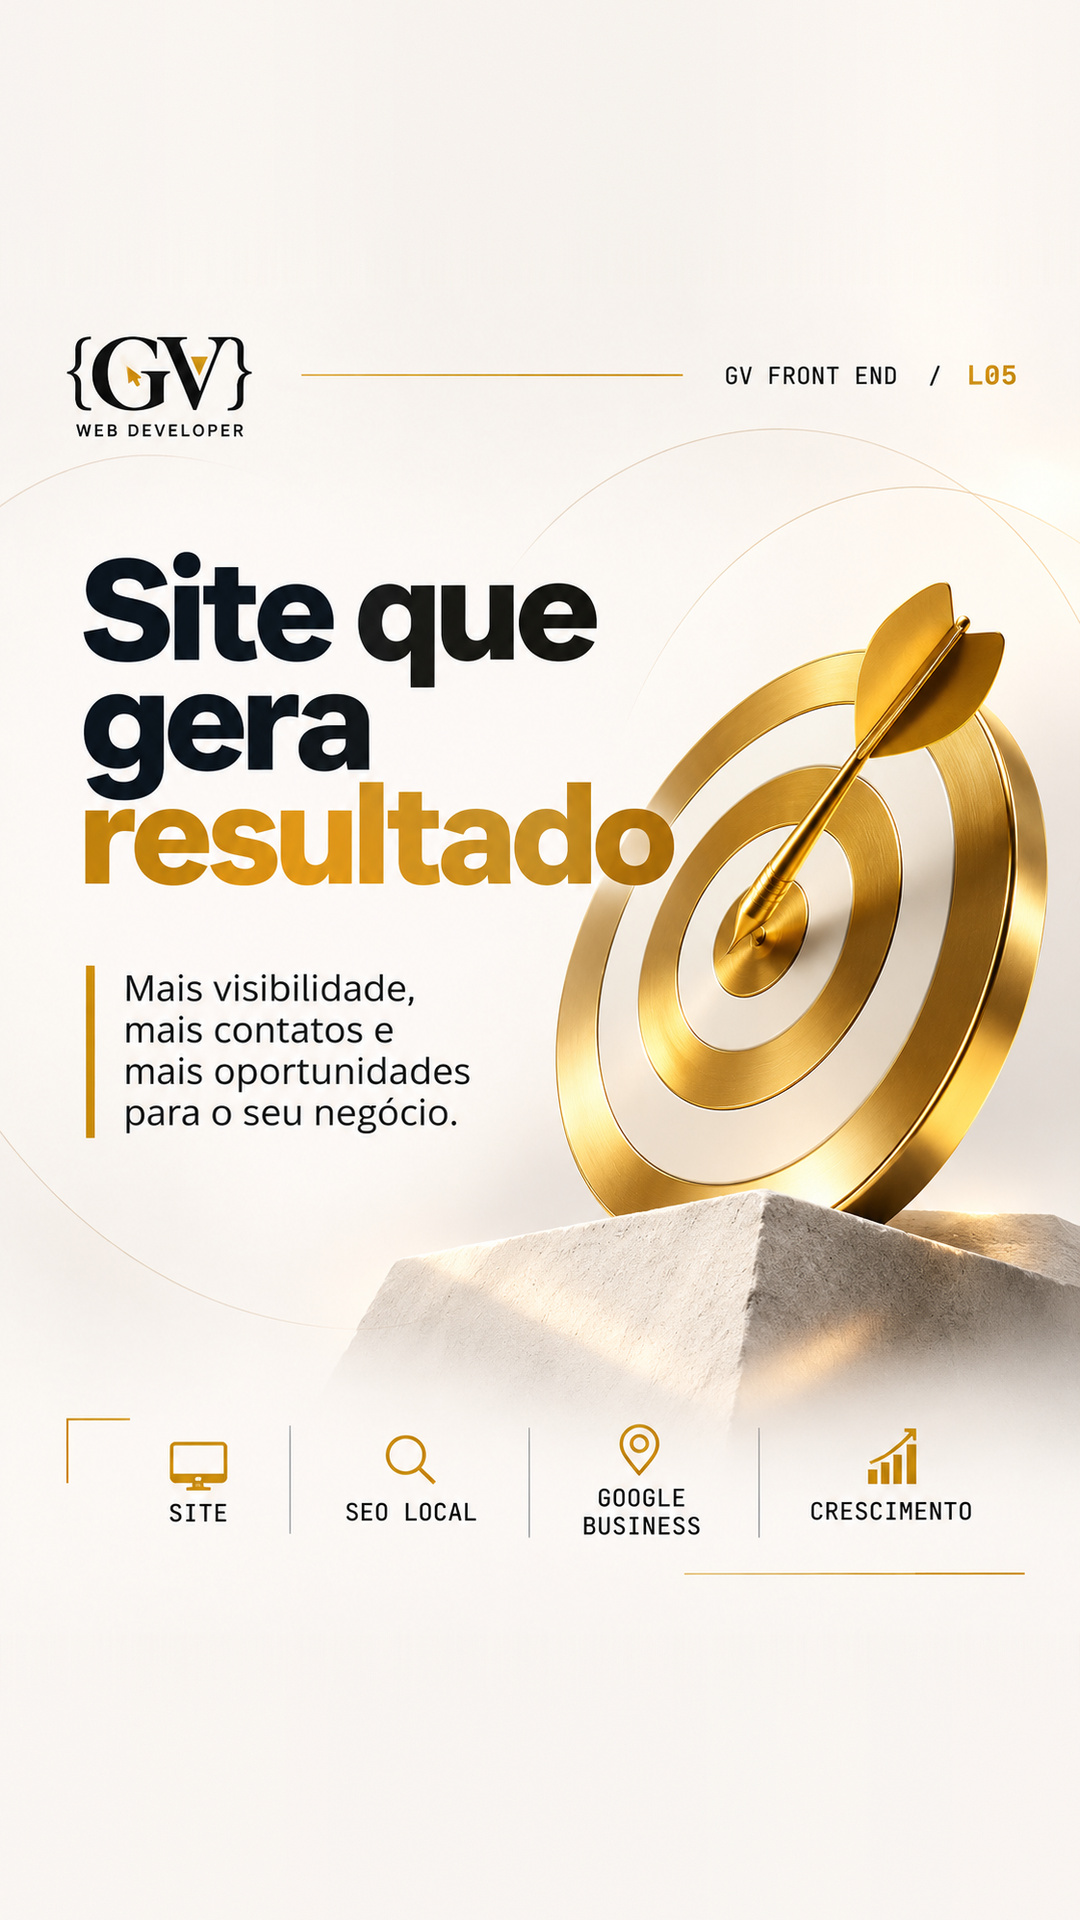 {GV}
WEB DEVELOPER
GV FRONT END / L05
Site que
gera
resultado
Mais visibilidade,
mais contatos e
mais oportunidades
para o seu negócio.
SITE
SEO LOCAL
GOOGLE
BUSINESS
CRESCIMENTO